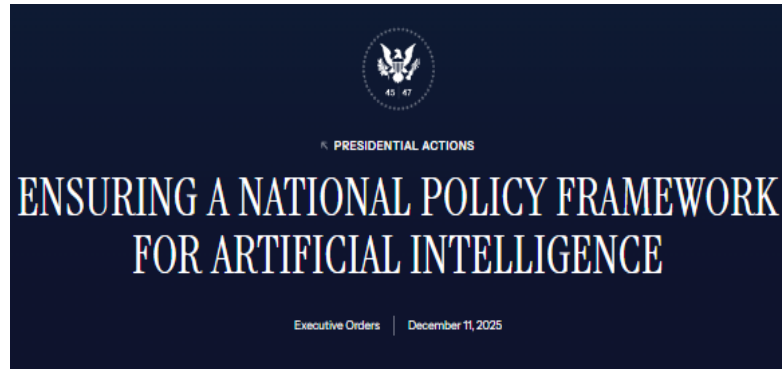 45 47
PRESIDENTIAL ACTIONS
ENSURING A NATIONAL POLICY FRAMEWORK
FOR ARTIFICIAL INTELLIGENCE
Executive Orders | December 11, 2025